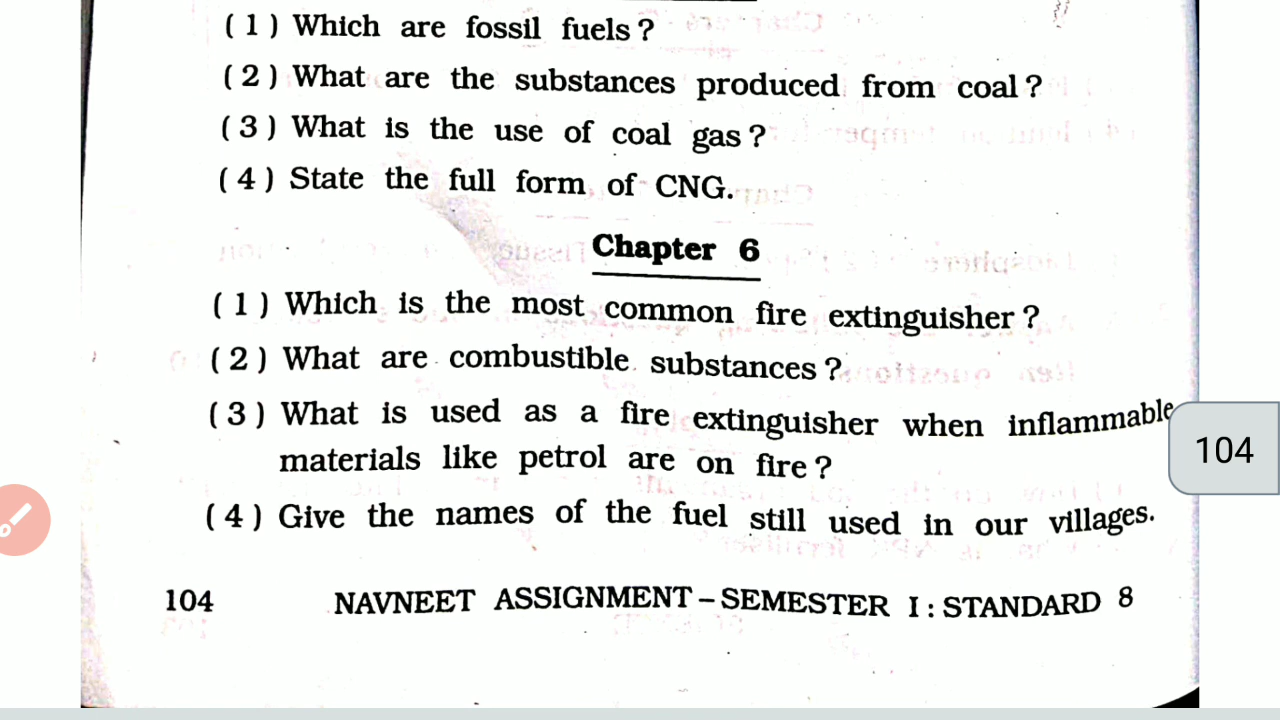 ( 1 ) Which are fossil fuels ?
( 2 ) What are the substances produced from coal ?
( 3 ) What is the use of coal gas ?
( 4 ) State the full form of CNG.
Chapter 6
( 1 ) Which is the most common fire extinguisher ?
( 2 ) What are combustible substances ?
( 3 ) What is used as a fire extinguisher when inflammable
materials like petrol are on fire ?
104
( 4 ) Give the names of the fuel still used in our villages.
104 NAVNEET ASSIGNMENT – SEMESTER I : STANDARD 8